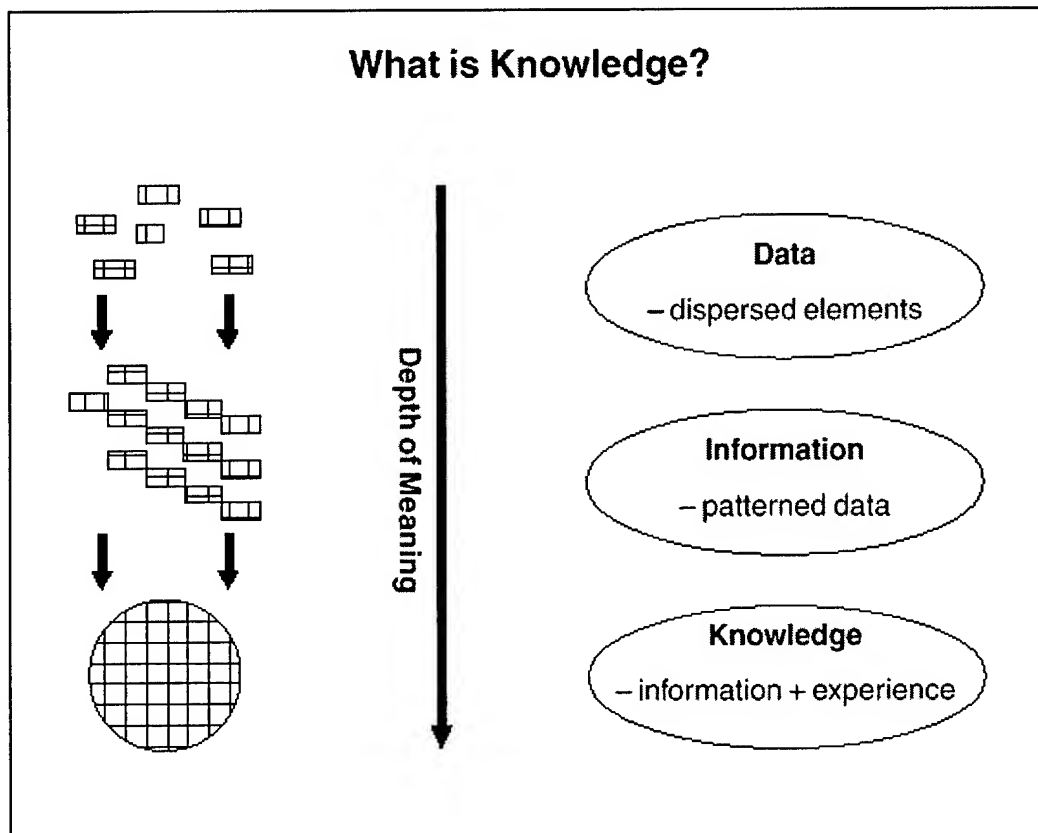 What is Knowledge?
Depth of Meaning
Data
– dispersed elements
Information
– patterned data
Knowledge
– information + experience